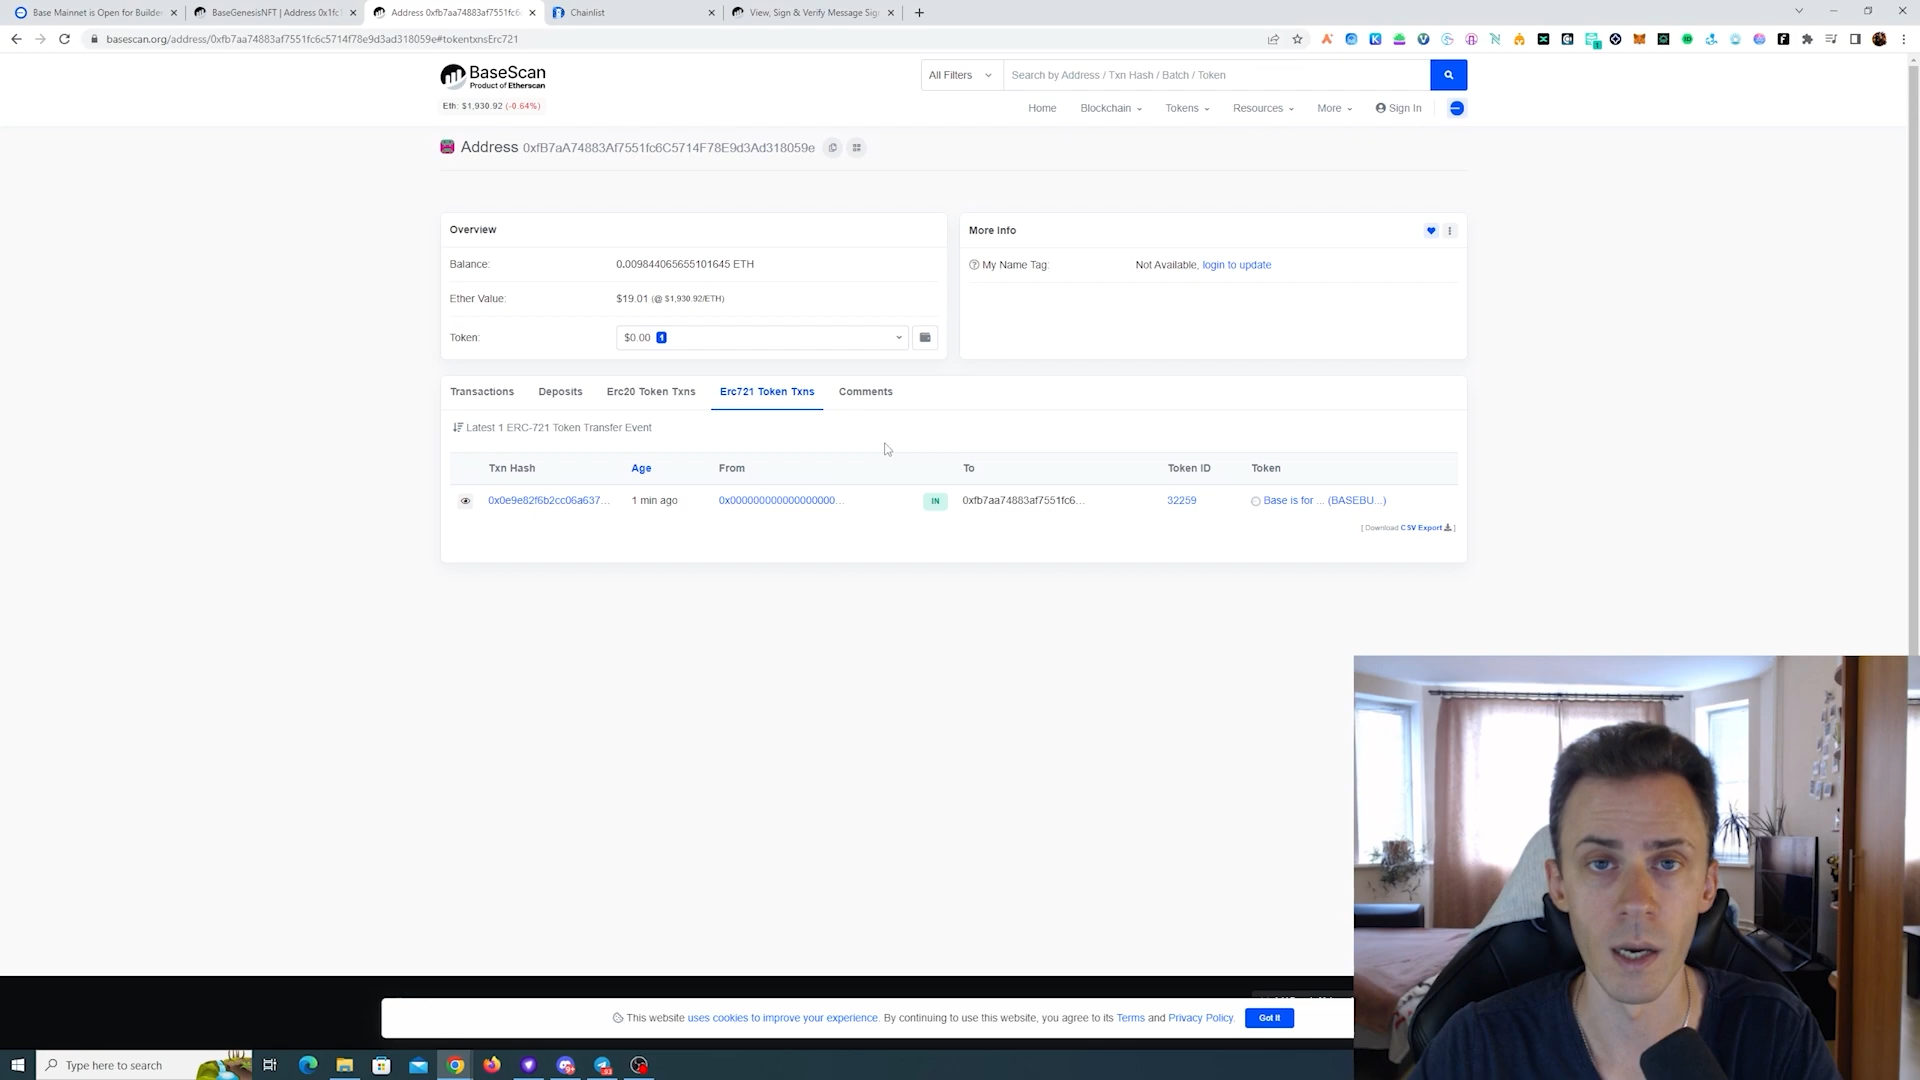 Base Mainnet is Open for Builder
BaseGenesisNFT | Address 0x1fc
Address 0xfb7aa74883af7551fc6
Chainlist
View, Sign & Verify Message Sig
basescan.org/address/0xfb7aa74883af7551fc6c5714f78e9d3ad318059e#tokentxnsErc721
BaseScan
Product of Etherscan
All Filters
Search by Address / Txn Hash / Batch / Token
Eth: $1,930.92 (-0.64%)
Home
Blockchain
Tokens
Resources
More
Sign In
Address 0xfB7aA74883Af7551fc6C5714F78E9d3Ad318059e
Overview
Balance: 0.009844065655101645 ETH
Ether Value: $19.01 (@ $1,930.92/ETH)
Token: $0.00 1
More Info
My Name Tag: Not Available, login to update
Transactions
Deposits
Erc20 Token Txns
Erc721 Token Txns
Comments
Latest 1 ERC-721 Token Transfer Event
Txn Hash Age From To Token ID Token
0x0e9e82f6b2cc06a637... 1 min ago 0x000000000000000000... IN 0xfb7aa74883af7551fc6... 32259 Base is for ... (BASEBU...)
[ Download CSV Export ]
This website uses cookies to improve your experience. By continuing to use this website, you agree to its Terms and Privacy Policy.
Got It
Type here to search